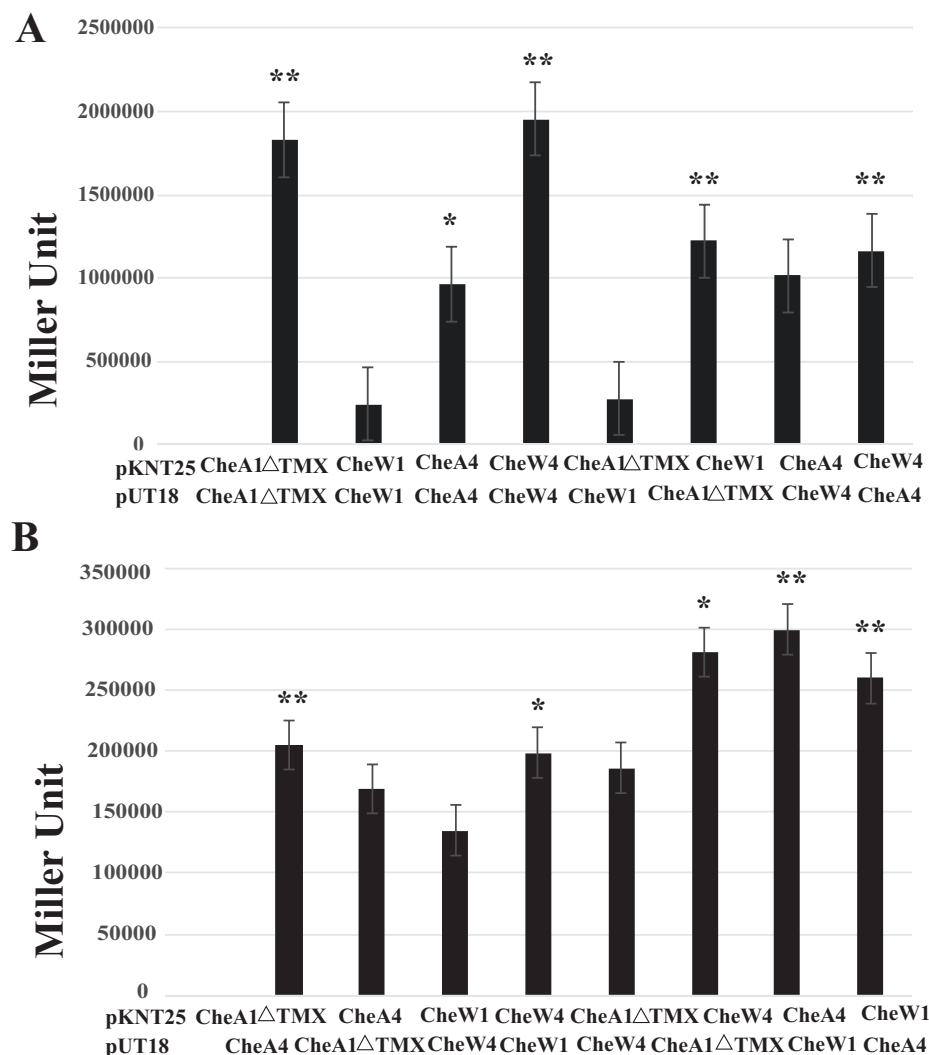 A
2500000
2000000
1500000
1000000
500000
0
Miller Unit
** * ** ** **
pKNT25 CheA1△TMX CheW1 CheA4 CheW4 CheA1△TMX CheW1 CheA4 CheW4
pUT18 CheA1△TMX CheW1 CheA4 CheW4 CheW1 CheA1△TMX CheW4 CheA4
B
350000
300000
250000
200000
150000
100000
50000
0
Miller Unit
** * * ** **
pKNT25 CheA1△TMX CheA4 CheW1 CheW4 CheA1△TMX CheW4 CheA4 CheW1
pUT18 CheA4 CheA1△TMX CheW4 CheW1 CheW4 CheA1△TMX CheW1 CheA4